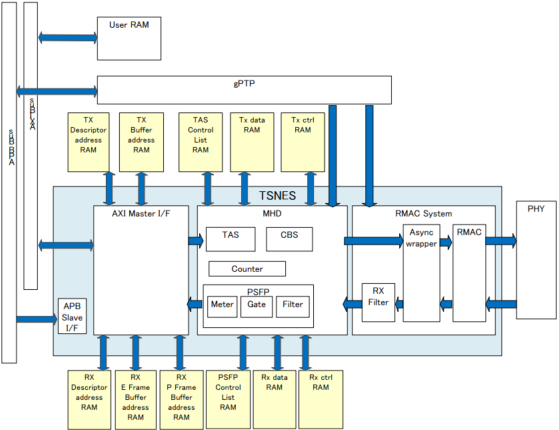 User RAM
gPTP
TX
Descriptor
address
RAM
TX
Buffer
address
RAM
TAS
Control
List
RAM
Tx data
RAM
Tx ctrl
RAM
TSNES
AXI Master I/F
MHD
RMAC System
PHY
TAS
CBS
Async
wrapper
RMAC
Counter
PSFP
Meter
Gate
Filter
RX
Filter
APB
Slave
I/F
RX
Descriptor
address
RAM
RX
E Frame
Buffer
address
RAM
RX
P Frame
Buffer
address
RAM
PSFP
Control
List
RAM
Rx data
RAM
Rx ctrl
RAM